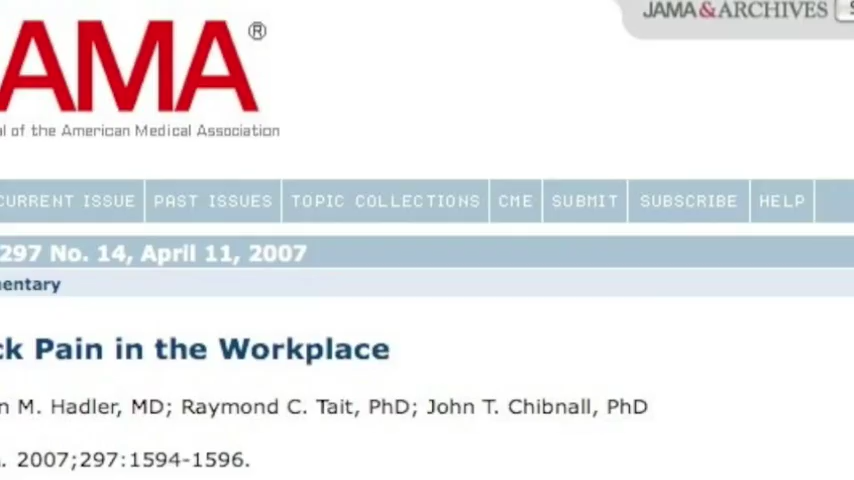 JAMA&ARCHIVES
AMA®
al of the American Medical Association
CURRENT ISSUE PAST ISSUES TOPIC COLLECTIONS CME SUBMIT SUBSCRIBE HELP
297 No. 14, April 11, 2007
entary
ck Pain in the Workplace
n M. Hadler, MD; Raymond C. Tait, PhD; John T. Chibnall, PhD
. 2007;297:1594-1596.